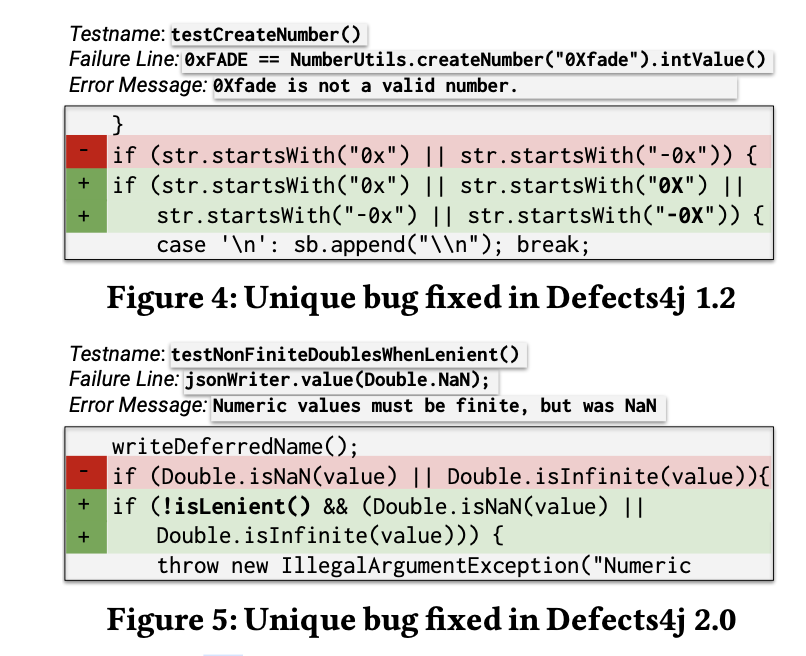 Testname: testCreateNumber()
Failure Line: 0xFADE == NumberUtils.createNumber("0Xfade").intValue()
Error Message: 0Xfade is not a valid number.
}
- if (str.startsWith("0x") || str.startsWith("-0x")) {
+ if (str.startsWith("0x") || str.startsWith("0X") ||
+ str.startsWith("-0x") || str.startsWith("-0X")) {
case '\n': sb.append("\\n"); break;
Figure 4: Unique bug fixed in Defects4j 1.2
Testname: testNonFiniteDoublesWhenLenient()
Failure Line: jsonWriter.value(Double.NaN);
Error Message: Numeric values must be finite, but was NaN
writeDeferredName();
- if (Double.isNaN(value) || Double.isInfinite(value)){
+ if (!isLenient() && (Double.isNaN(value) ||
+ Double.isInfinite(value))) {
throw new IllegalArgumentException("Numeric
Figure 5: Unique bug fixed in Defects4j 2.0